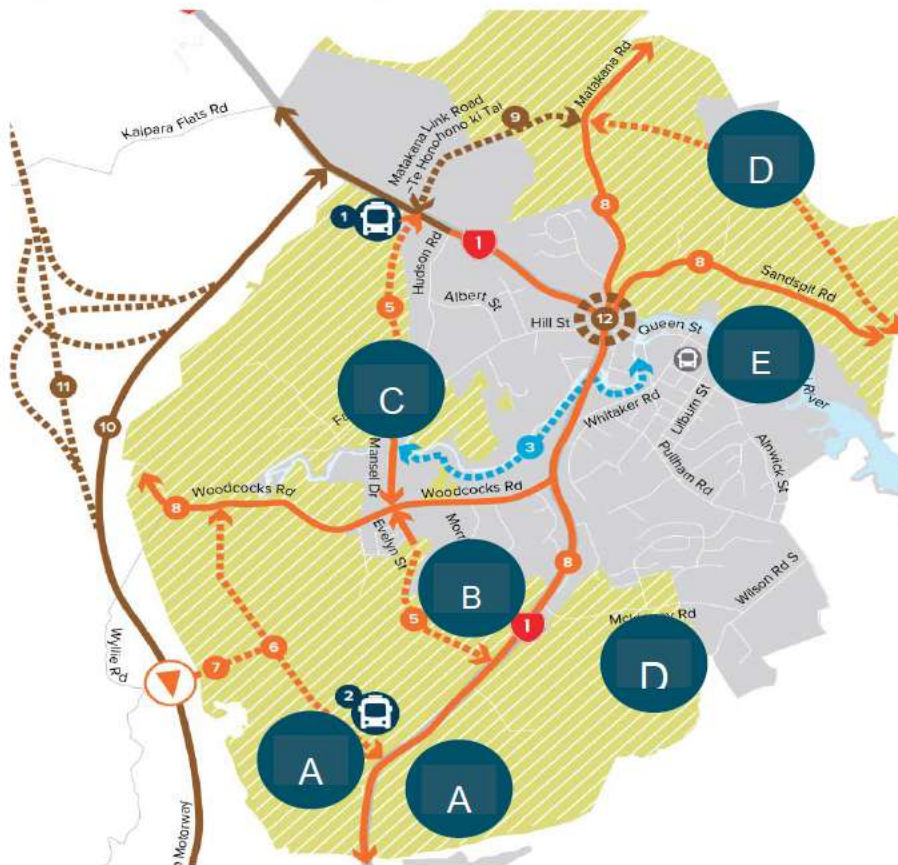 Matakana Rd
Kaipara Flats Rd
Matakana Link Road
-Te Honohono ki Tai
9
D
1
8
1
Hudson Rd
8
Sandspit Rd
5
Albert St
Hill St
12
Queen St
E
11
C
River
Whitaker Rd
Lilburn St
10
Mansel Dr
3
Pulham Rd
Alnwick St
8
Woodcocks Rd
Woodcocks Rd
Evelyn St
8
B
Wilson Rd S
5
1
Wyllie Rd
7
6
D
2
A
A
Motorway